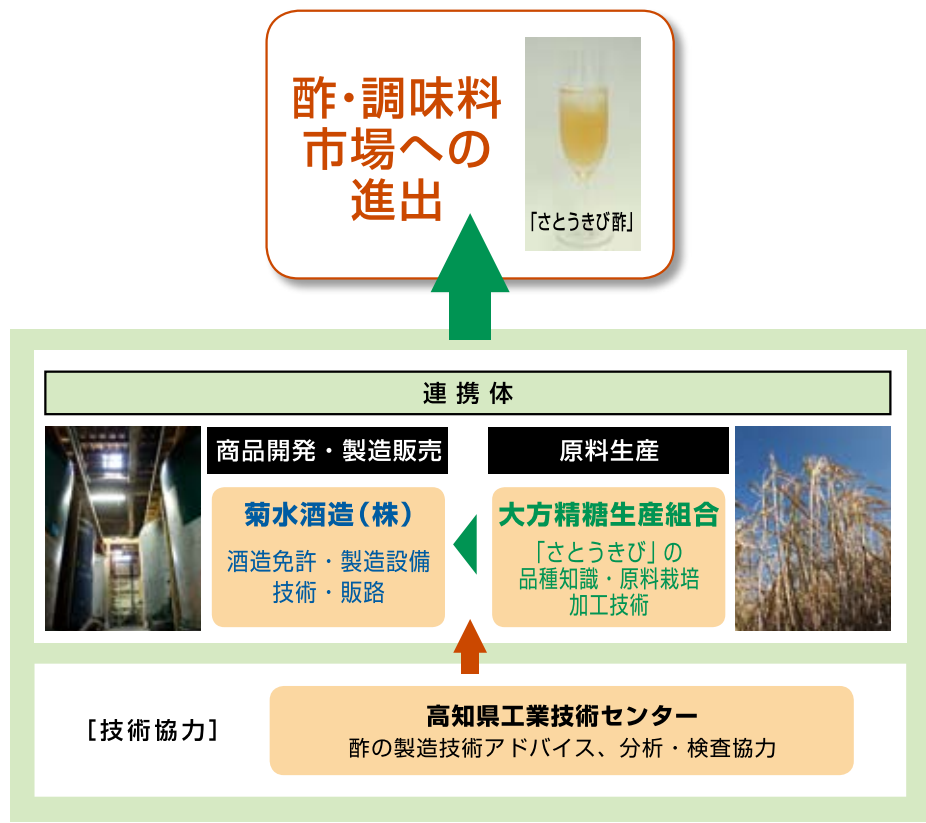 酢・調味料
市場への
進出
「さとうきび酢」
連携体
商品開発・製造販売
菊水酒造（株）
酒造免許・製造設備
技術・販路
原料生産
大方精糖生産組合
「さとうきび」の
品種知識・原料栽培
加工技術
［技術協力］
高知県工業技術センター
酢の製造技術アドバイス、分析・検査協力